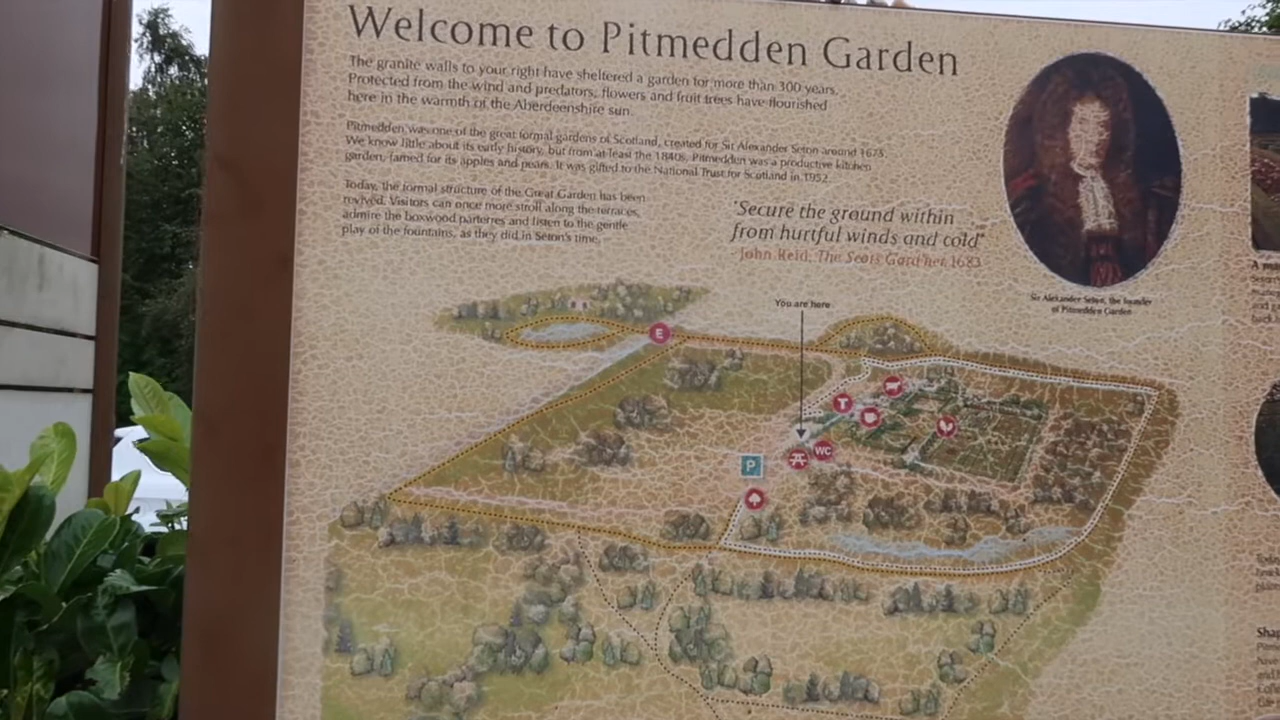 Welcome to Pitmedden Garden
The granite walls to your right have sheltered a garden for more than 300 years.
Protected from the wind and predators, flowers and fruit trees have flourished
here in the warmth of the Aberdeenshire sun.
Pitmedden was one of the great formal gardens of Scotland, created for Sir Alexander Seton around 1675.
We know little about its early history, but from at least the 1840s, Pitmedden was a productive kitchen
garden, famed for its apples and pears. It was gifted to the National Trust for Scotland in 1952.
Today, the formal structure of the Great Garden has been
revived. Visitors can once more stroll along the terraces,
admire the boxwood parterres and listen to the gentle
play of the fountains, as they did in Seton's time.
'Secure the ground within
from hurtful winds and cold'
John Reid, The Scots Gard'ner, 1683
Sir Alexander Seton, the founder
of Pitmedden Garden
You are here
E
T
WC
P